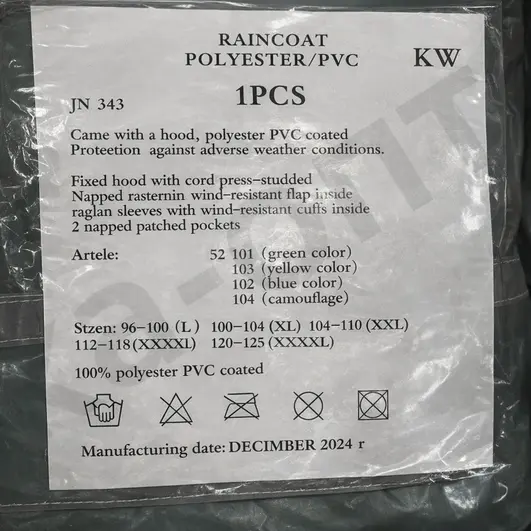 RAINCOAT
POLYESTER/PVC
KW
1PCS
JN 343
Came with a hood, polyester PVC coated
Proteetion against adverse weather conditions.
Fixed hood with cord press-studded
Napped rasternin wind-resistant flap inside
raglan sleeves with wind-resistant cuffs inside
2 napped patched pockets
Artele: 52 101 (green color)
103 (yellow color)
102 (blue color)
104 (camouflage)
Stzen: 96-100 (L) 100-104 (XL) 104-110 (XXL)
112-118(XXXXL) 120-125 (XXXXL)
100% polyester PVC coated
Manufacturing date: DECIMBER 2024 г